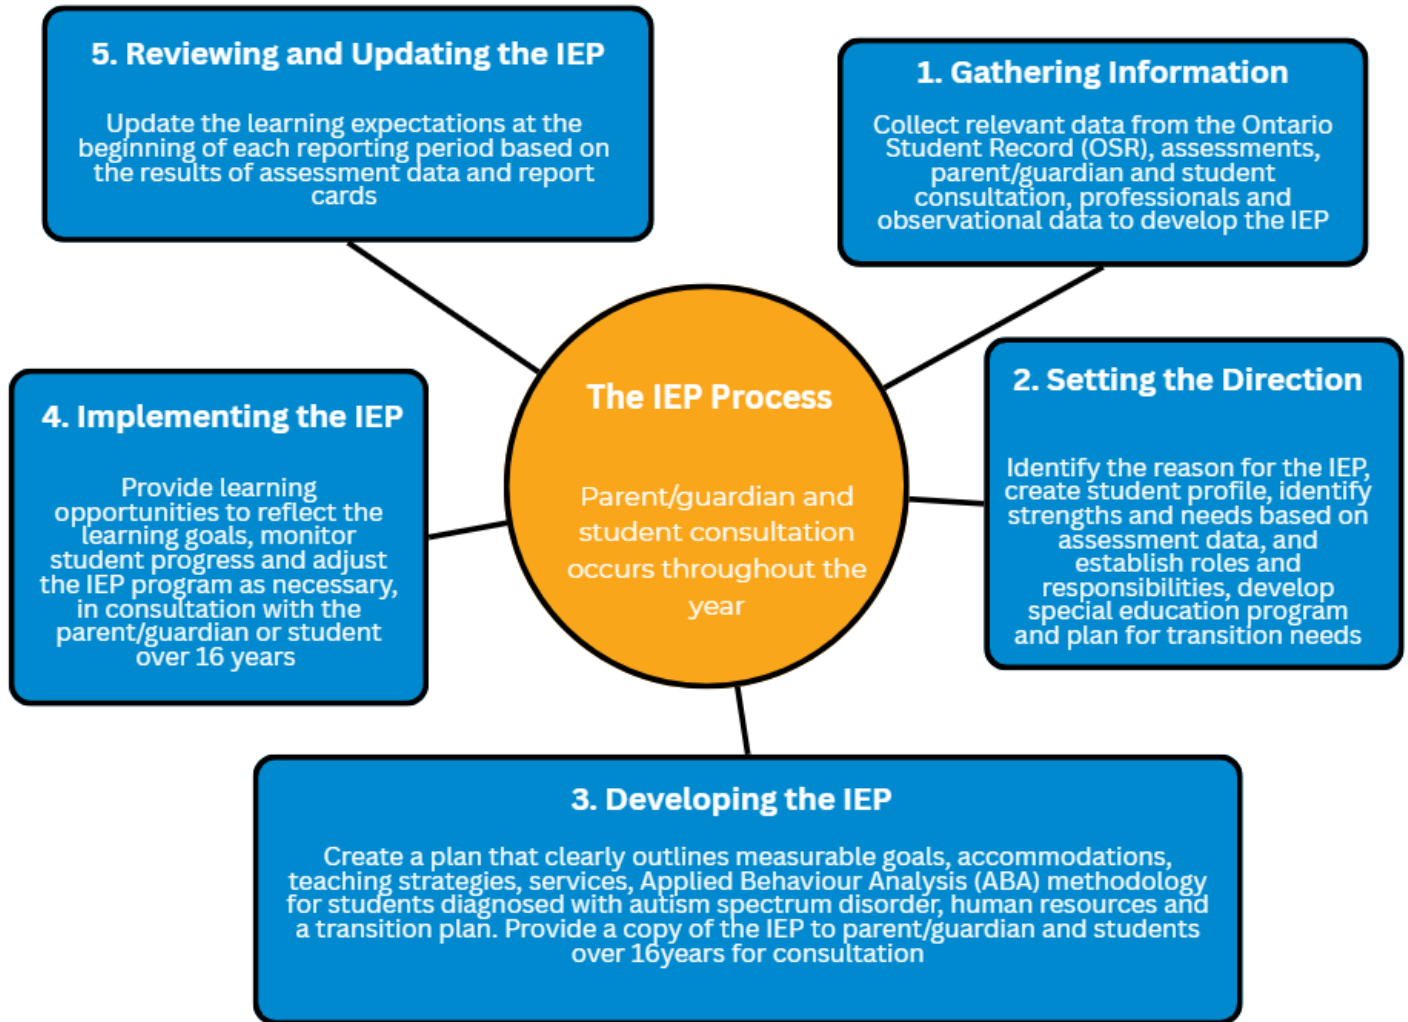 5. Reviewing and Updating the IEP
Update the learning expectations at the
beginning of each reporting period based on
the results of assessment data and report
cards
1. Gathering Information
Collect relevant data from the Ontario
Student Record (OSR), assessments,
parent/guardian and student
consultation, professionals and
observational data to develop the IEP
The IEP Process
Parent/guardian and
student consultation
occurs throughout the
year
2. Setting the Direction
Identify the reason for the IEP,
create student profile, identify
strengths and needs based on
assessment data, and
establish roles and
responsibilities, develop
special education program
and plan for transition needs
4. Implementing the IEP
Provide learning
opportunities to reflect the
learning goals, monitor
student progress and adjust
the IEP program as necessary,
in consultation with the
parent/guardian or student
over 16 years
3. Developing the IEP
Create a plan that clearly outlines measurable goals, accommodations,
teaching strategies, services, Applied Behaviour Analysis (ABA) methodology
for students diagnosed with autism spectrum disorder, human resources and
a transition plan. Provide a copy of the IEP to parent/guardian and students
over 16years for consultation